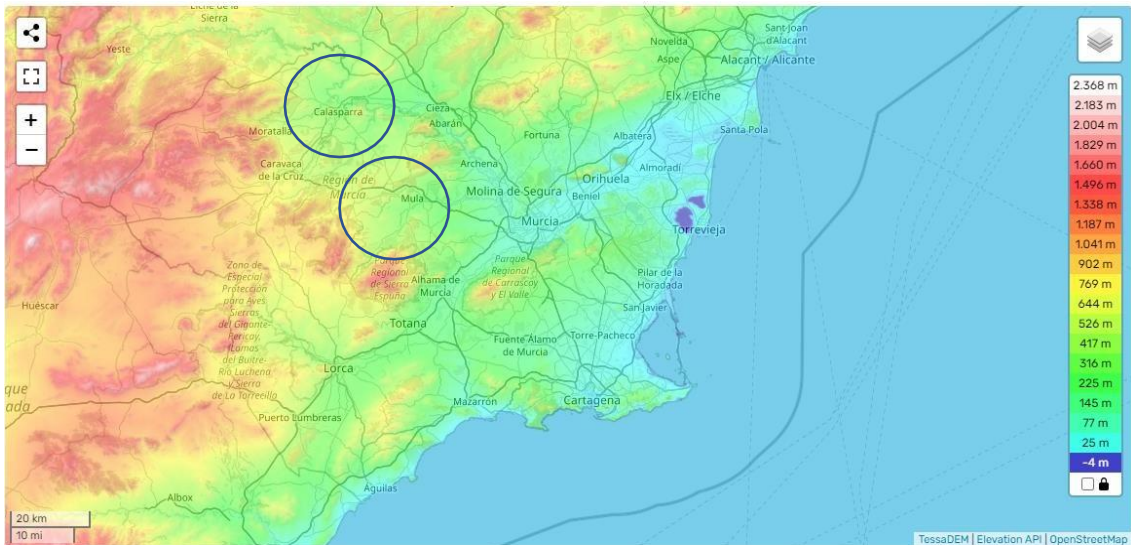 Elche de la
Sierra
Yeste
Calasparra
Cieza
Abarán
Moratalla
Caravaca
de la Cruz
Región de
Murcia
Mula
Archena
Fortuna
Molina de Segura
Murcia
Novelda
Aspe
Sant Joan
d'Alacant
Alacant / Alicante
Elx / Elche
Santa Pola
Albatera
Almoradí
Orihuela
Beniel
Torrevieja
Pilar de la
Horadada
San Javier
Parque
Regional
de Carrascoy
y El Valle
Parque
Regional
de Sierra
Espuña
Alhama de
Murcia
Totana
Fuente Álamo
de Murcia
Torre-Pacheco
Zona de
Especial
Protección
para Aves
Sierras
del Gigante-
Pericay,
Lomas
del Buitre-
Río Luchena
y Sierra
de La Torrecilla
Huéscar
Lorca
Puerto Lumbreras
Mazarrón
Cartagena
Águilas
Albox
que
ada
+
−
20 km
10 mi
2.368 m
2.183 m
2.004 m
1.829 m
1.660 m
1.496 m
1.338 m
1.187 m
1.041 m
902 m
769 m
644 m
526 m
417 m
316 m
225 m
145 m
77 m
25 m
-4 m
TessaDEM | Elevation API | OpenStreetMap